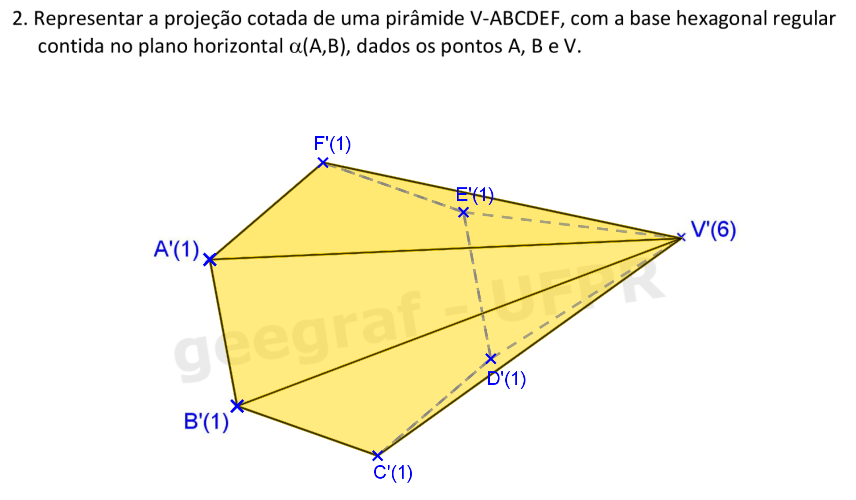 2. Representar a projeção cotada de uma pirâmide V-ABCDEF, com a base hexagonal regular
contida no plano horizontal α(A,B), dados os pontos A, B e V.
F'(1)
E'(1)
V'(6)
A'(1)
geegraf - UFPR
D'(1)
B'(1)
C'(1)